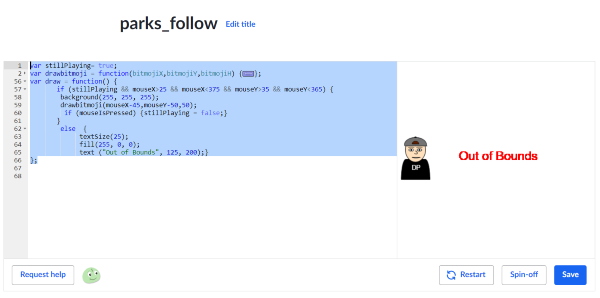 parks_follow Edit title
1 var stillPlaying= true;
2 var drawbitmoji = function(bitmojiX,bitmojiY,bitmojiH) {};
56 var draw = function() {
57 if (stillPlaying && mouseX>25 && mouseX<375 && mouseY>35 && mouseY<365) {
58 background(255, 255, 255);
59 drawbitmoji(mouseX-45,mouseY-50,50);
60 if (mouseIsPressed) {stillPlaying = false;}
61 }
62 else {
63 textSize(25);
64 fill(255, 0, 0);
65 text ("Out of Bounds", 125, 200);}
66 };
67
68
Out of Bounds
DP
Request help Restart Spin-off Save